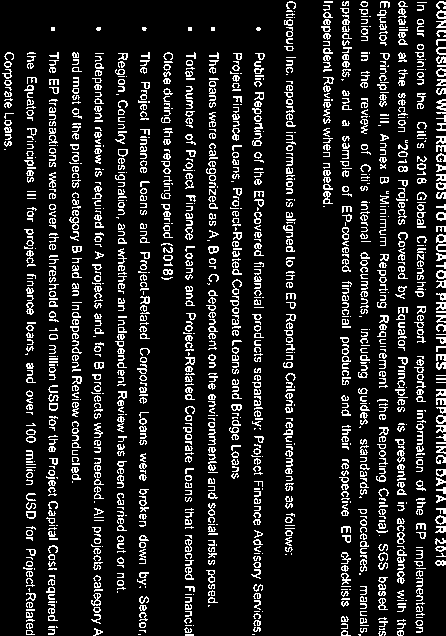 CONCLUSIONS WITH REGARDS TO EQUATOR PRINCIPLES III REPORTING DATA FOR 2018
In our opinion the Citi's 2018 Global Citizenship Report reported information of the EP implementation
detailed at the section "2018 Projects Covered by Equator Principles" is presented in accordance with the
Equator Principles III, Annex B "Minimum Reporting Requirement" (the Reporting Criteria). SGS based this
opinion in the review of Citi's internal documents, including guides, standards, procedures, manuals,
spreadsheets, and a sample of EP-covered financial products and their respective EP checklists and
Independent Reviews when needed.
Citigroup Inc. reported information is aligned to the EP Reporting Criteria requirements as follows:
• Public Reporting of the EP-covered financial products separately: Project Finance Advisory Services,
Project Finance Loans, Project-Related Corporate Loans and Bridge Loans
• The loans were categorized as A, B or C, dependent on the environmental and social risks posed.
• Total number of Project Finance Loans and Project-Related Corporate Loans that reached Financial
Close during the reporting period (2018)
• The Project Finance Loans and Project-Related Corporate Loans were broken down by: Sector,
Region, Country Designation, and whether an Independent Review has been carried out or not.
• Independent review is required for A projects and, for B projects when needed. All projects category A
and most of the projects category B had an Independent Review conducted.
• The EP transactions were over the threshold of 10 million USD for the Project Capital Cost required in
the Equator Principles III for project finance loans, and over 100 million USD for Project-Related
Corporate Loans.